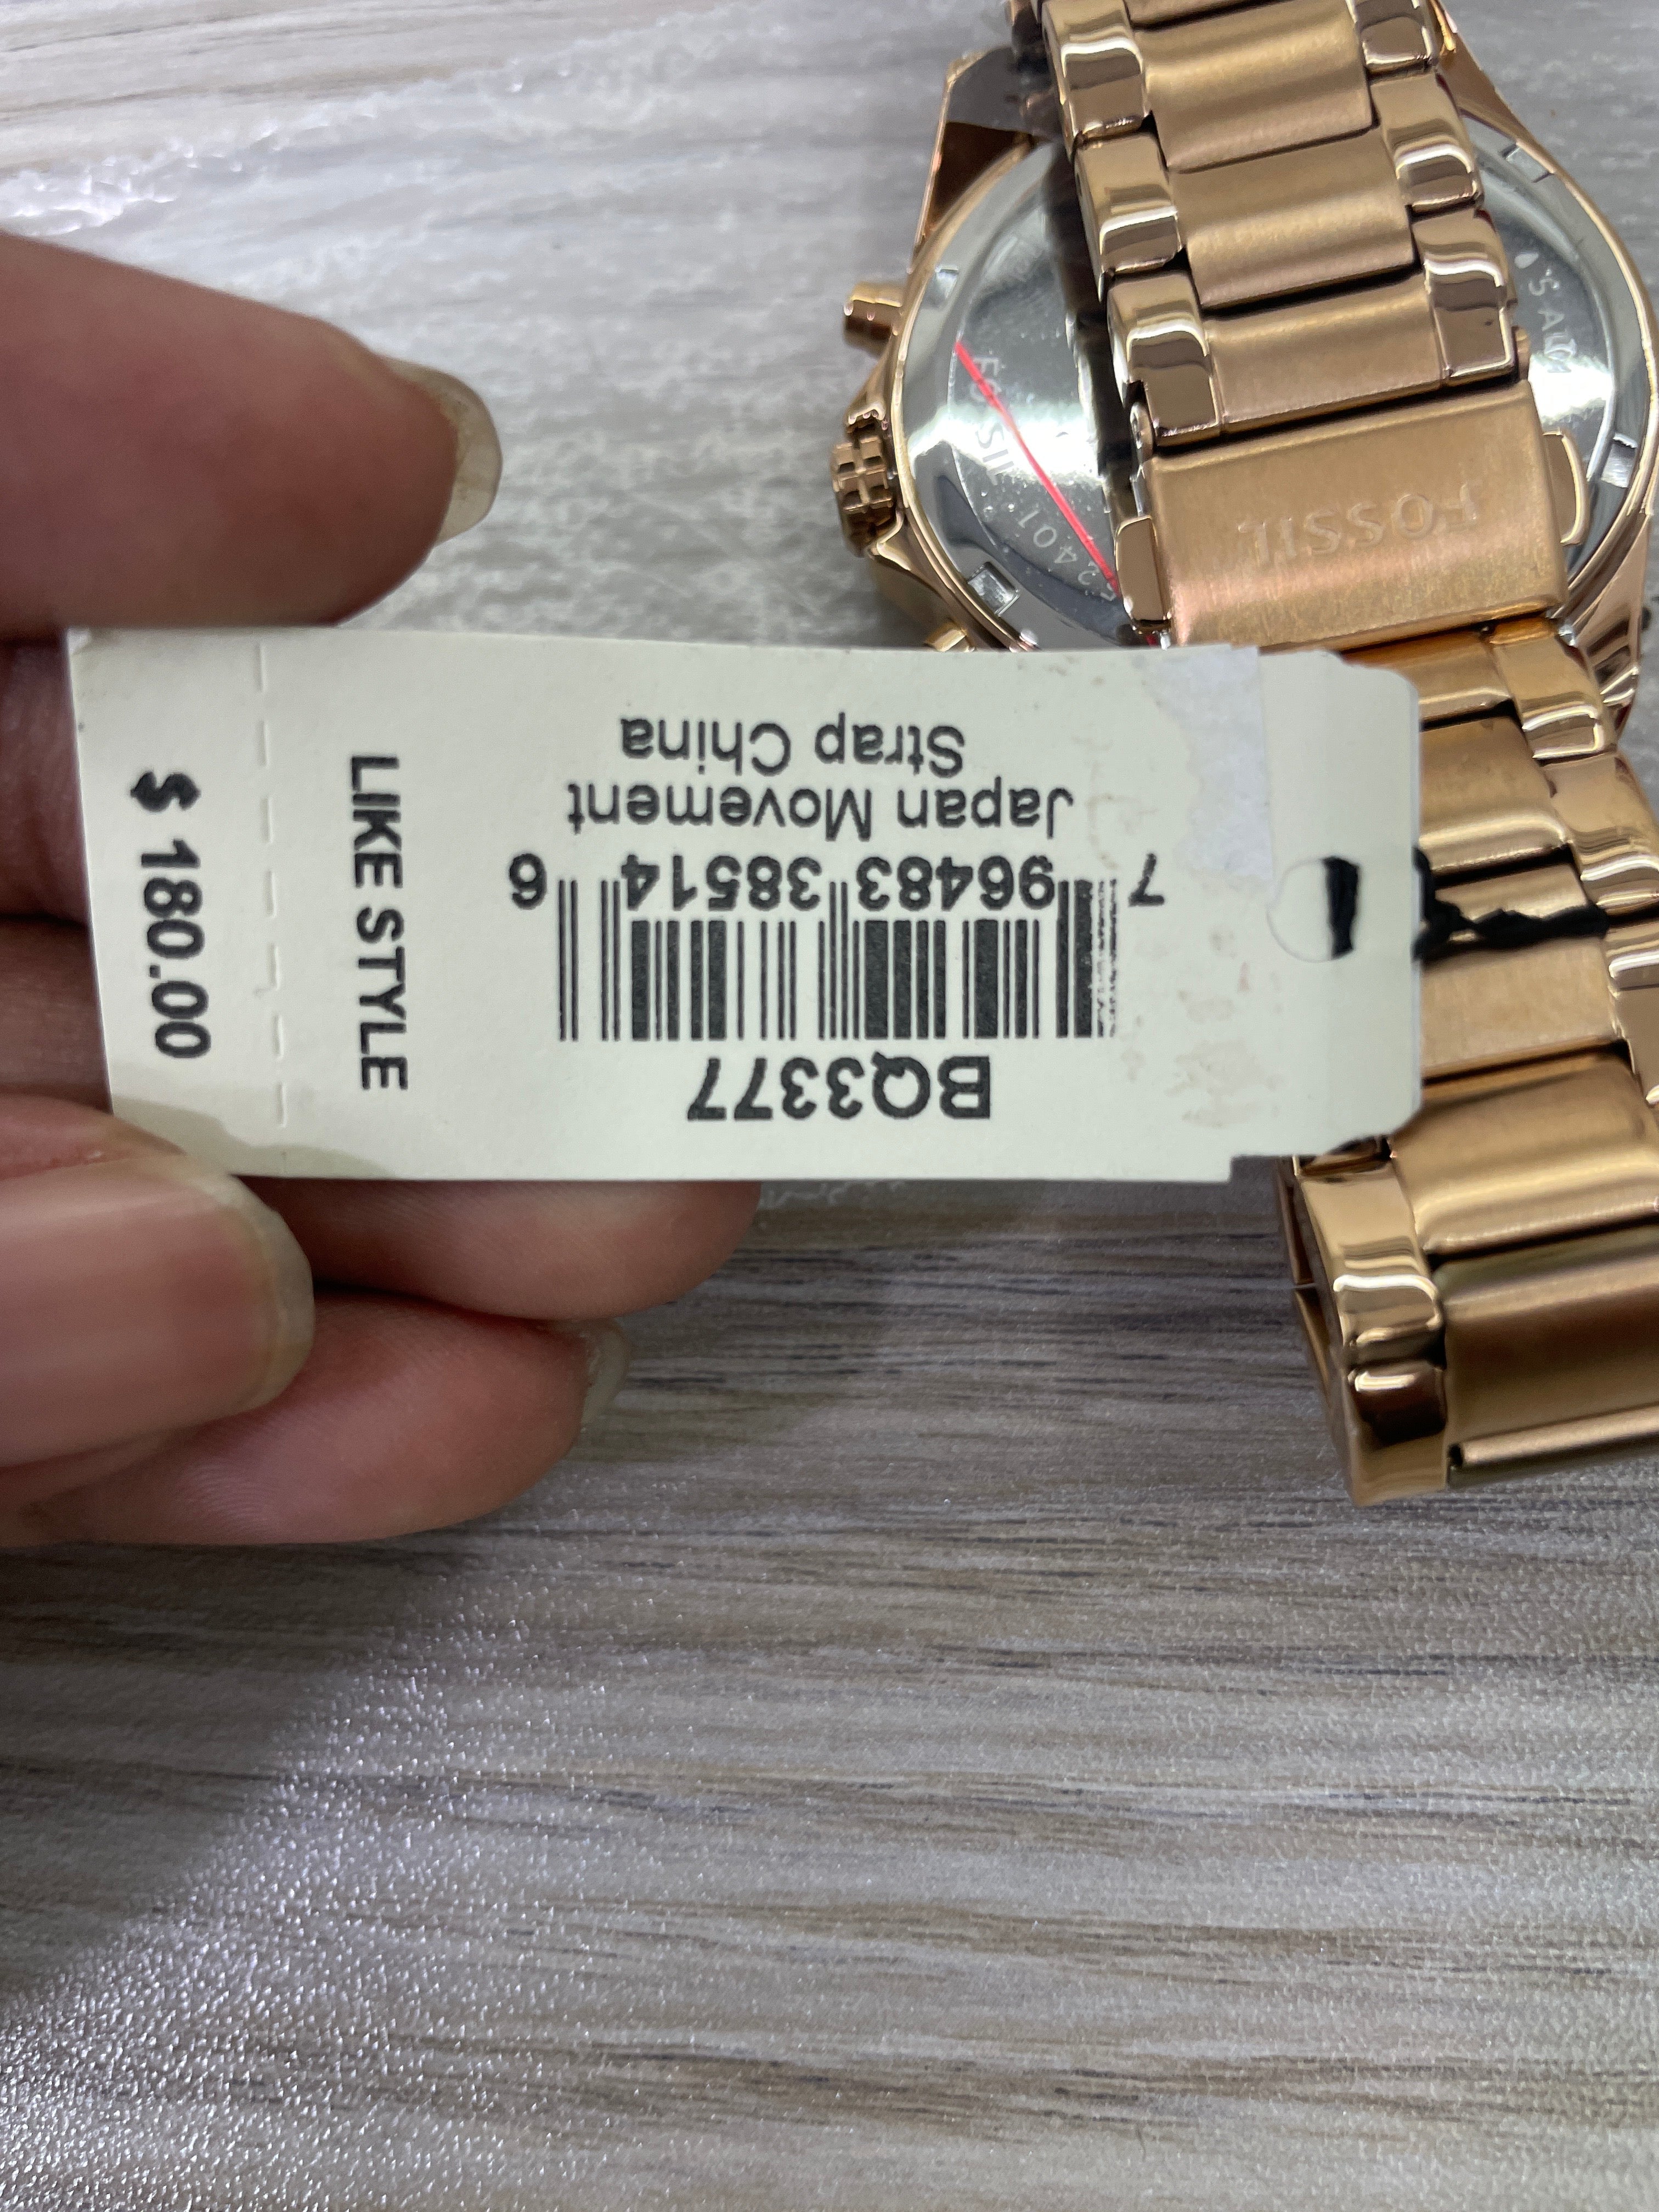 BQ3377
7 96483 38514 6
Japan Movement
Strap China
LIKE STYLE
$ 180.00
FOSSIL
FOSSIL